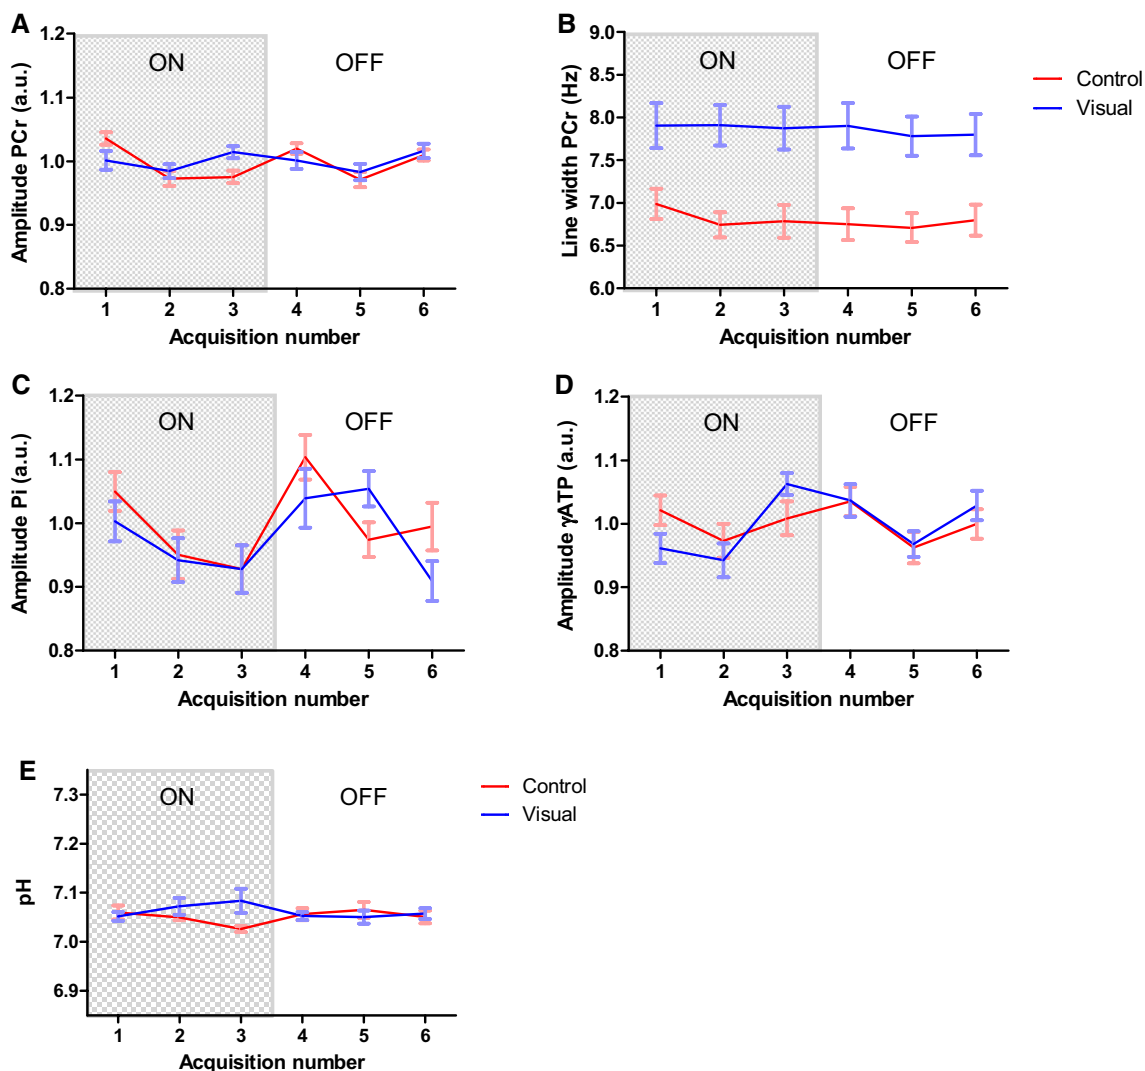 A
1.2
1.1
1.0
0.9
0.8
Amplitude PCr (a.u.)
ON
OFF
1 2 3 4 5 6
Acquisition number
B
9.0
8.5
8.0
7.5
7.0
6.5
6.0
Line width PCr (Hz)
ON
OFF
1 2 3 4 5 6
Acquisition number
Control
Visual
C
1.2
1.1
1.0
0.9
0.8
Amplitude Pi (a.u.)
ON
OFF
1 2 3 4 5 6
Acquisition number
D
1.2
1.1
1.0
0.9
0.8
Amplitude γATP (a.u.)
ON
OFF
1 2 3 4 5 6
Acquisition number
E
7.3
7.2
7.1
7.0
6.9
pH
ON
OFF
1 2 3 4 5 6
Acquisition number
Control
Visual